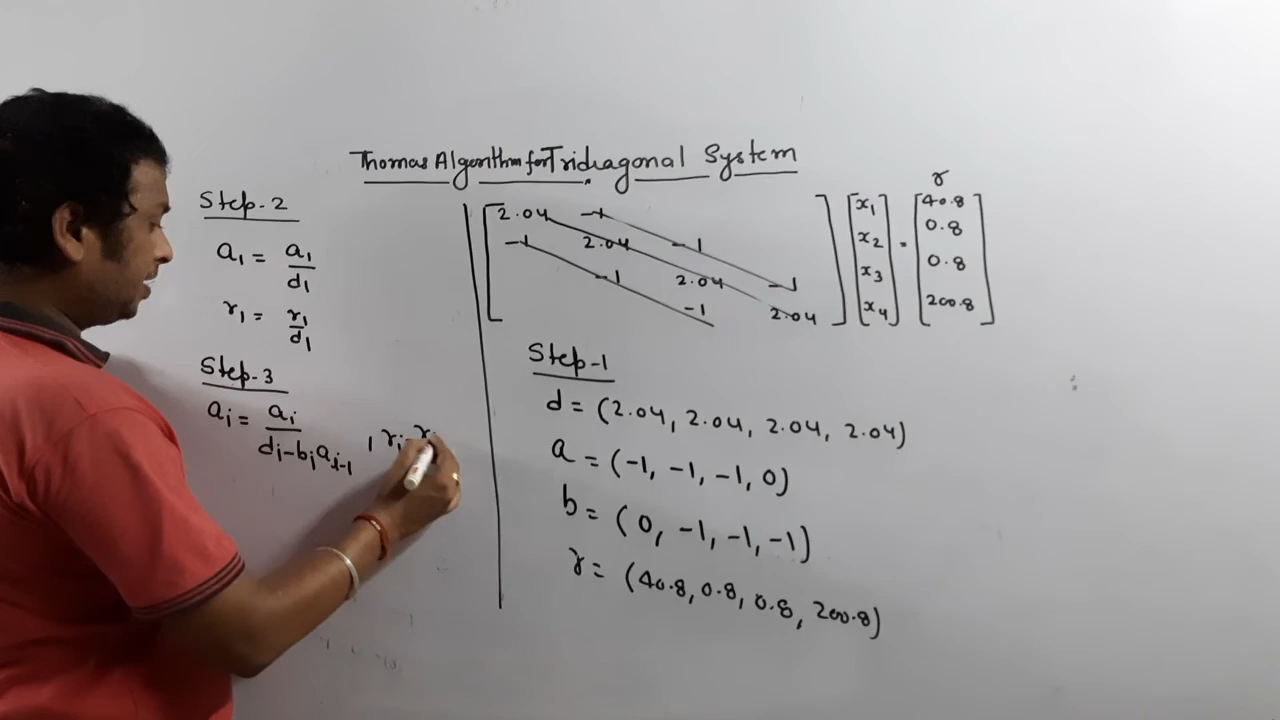 Thomas Algorithm for Tridiagonal System
Step-2
a₁ = a₁/d₁
r₁ = r₁/d₁
Step-3
aᵢ = aᵢ/(dᵢ-bᵢaᵢ₋₁) , rᵢ = rᵢ
r
2.04 -1
-1 2.04 -1
-1 2.04 -1
-1 2.04
x₁
x₂
x₃
x₄
=
40.8
0.8
0.8
200.8
Step-1
d = (2.04, 2.04, 2.04, 2.04)
a = (-1, -1, -1, 0)
b = (0, -1, -1, -1)
r = (40.8, 0.8, 0.8, 200.8)